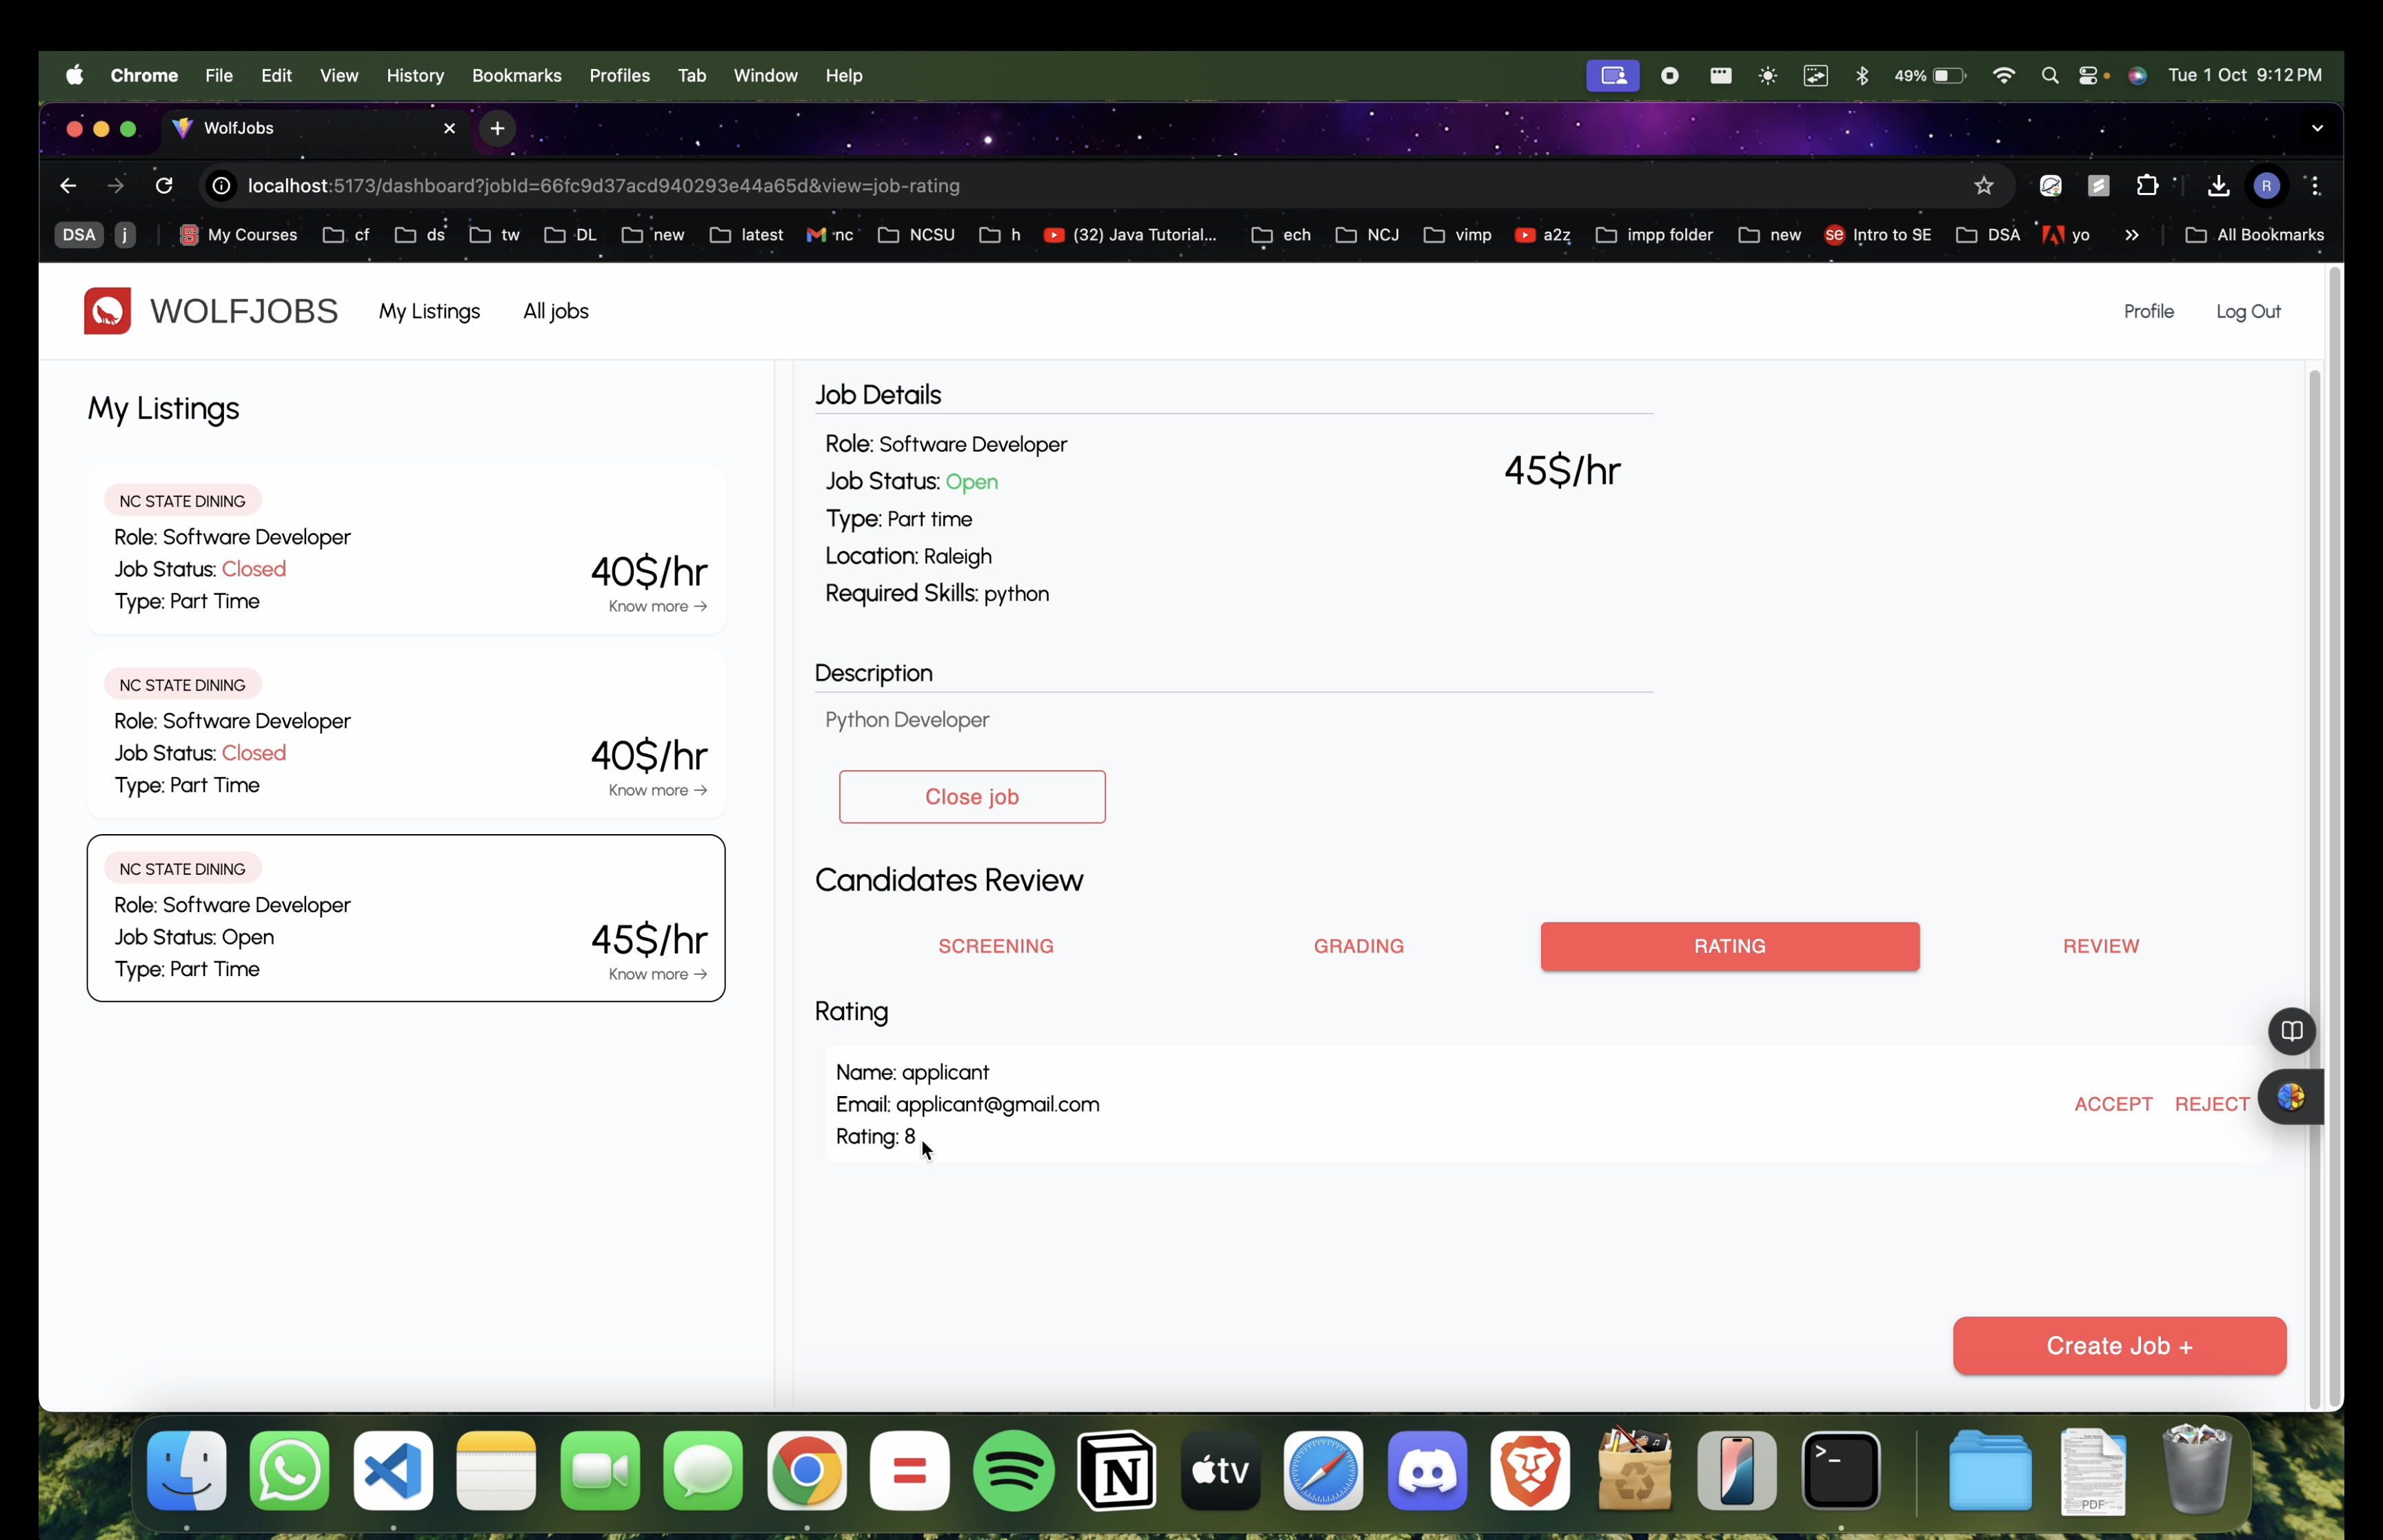 Chrome File Edit View History Bookmarks Profiles Tab Window Help 49% Tue 1 Oct 9:12 PM
WolfJobs
localhost:5173/dashboard?jobId=66fc9d37acd940293e44a65d&view=job-rating R
DSA j My Courses cf ds tw DL new latest nc NCSU h (32) Java Tutorial... ech NCJ vimp a2z impp folder new se Intro to SE DSA yo All Bookmarks
WOLFJOBS My Listings All jobs Profile Log Out
My Listings
NC STATE DINING
Role: Software Developer
Job Status: Closed
Type: Part Time
40$/hr
Know more →
NC STATE DINING
Role: Software Developer
Job Status: Closed
Type: Part Time
40$/hr
Know more →
NC STATE DINING
Role: Software Developer
Job Status: Open
Type: Part Time
45$/hr
Know more →
Job Details
Role: Software Developer
Job Status: Open
Type: Part time
Location: Raleigh
Required Skills: python
45$/hr
Description
Python Developer
Close job
Candidates Review
SCREENING GRADING RATING REVIEW
Rating
Name: applicant
Email: applicant@gmail.com
Rating: 8
ACCEPT REJECT
Create Job +
tv
PDF